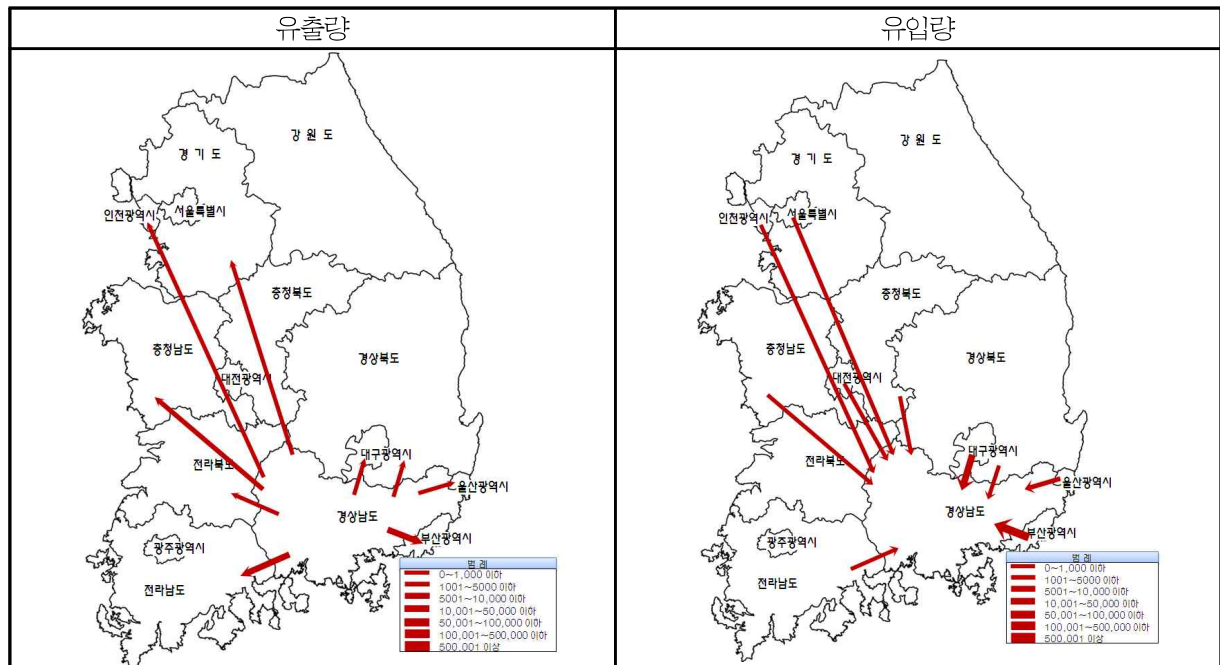 유출량
강 원 도
경 기 도
인천광역시
서울특별시
충청북도
충청남도
경상북도
대전광역시
대구광역시
전라북도
울산광역시
경상남도
부산광역시
광주광역시
전라남도
범 례
0~1,000 이하
1001~5000 이하
5001~10,000 이하
10,001~50,000 이하
50,001~100,000 이하
100,001~500,000 이하
500,001 이상
유입량
강 원 도
경 기 도
인천광역시
서울특별시
충청북도
충청남도
경상북도
대전광역시
대구광역시
전라북도
울산광역시
경상남도
부산광역시
광주광역시
전라남도
범 례
0~1,000 이하
1001~5000 이하
5001~10,000 이하
10,001~50,000 이하
50,001~100,000 이하
100,001~500,000 이하
500,001 이상